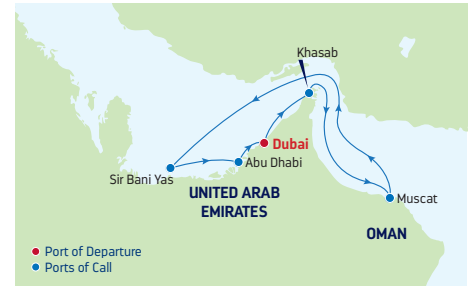 Khasab
Dubai
Abu Dhabi
Sir Bani Yas
UNITED ARAB
EMIRATES
Muscat
OMAN
Port of Departure
Ports of Call